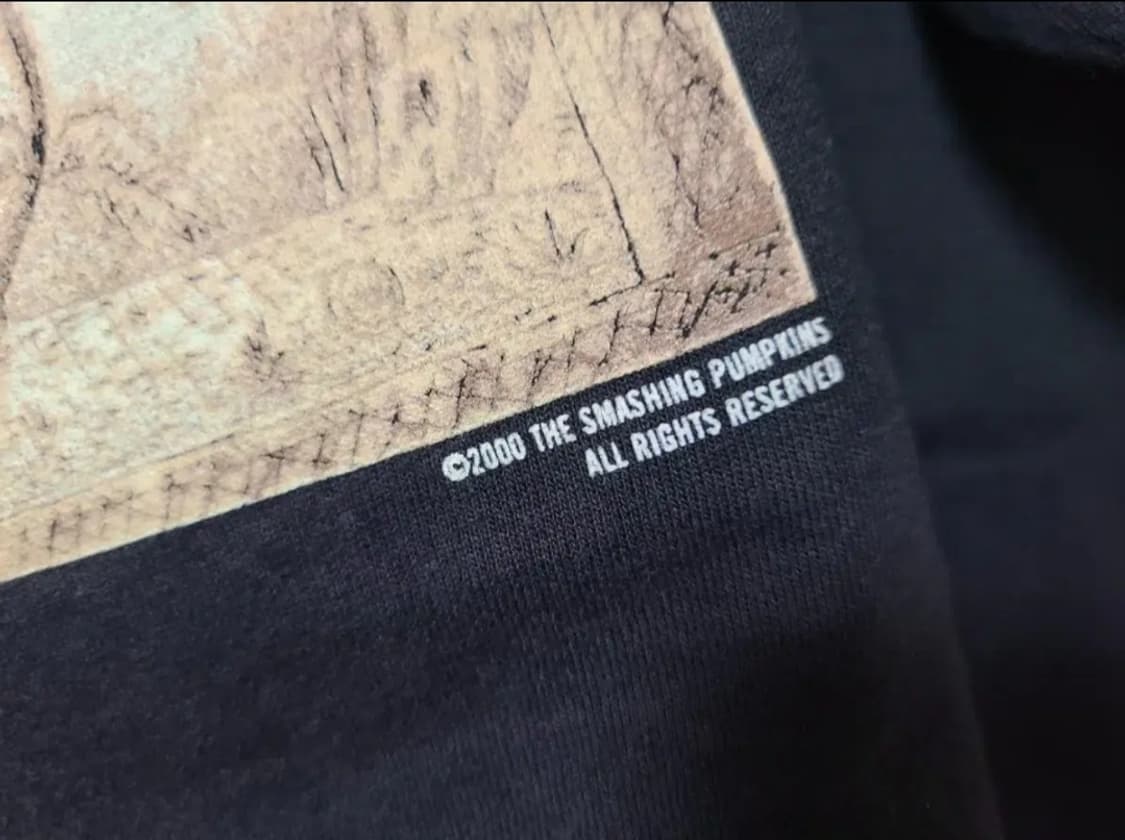 ©2000 THE SMASHING PUMPKINS
ALL RIGHTS RESERVED